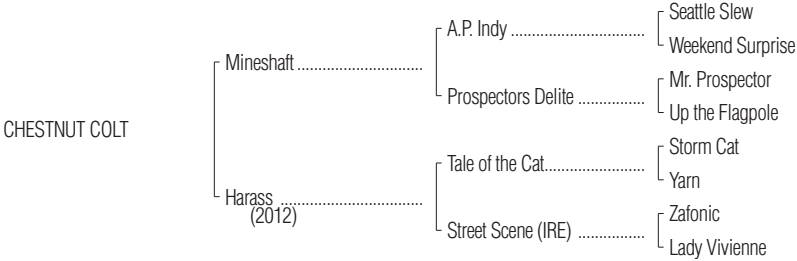 Seattle Slew
A.P. Indy ................................
Weekend Surprise
Mineshaft ..............................
Mr. Prospector
Prospectors Delite ................
Up the Flagpole
CHESTNUT COLT
Storm Cat
Tale of the Cat........................
Yarn
Harass ..................................
(2012)
Zafonic
Street Scene (IRE) ................
Lady Vivienne